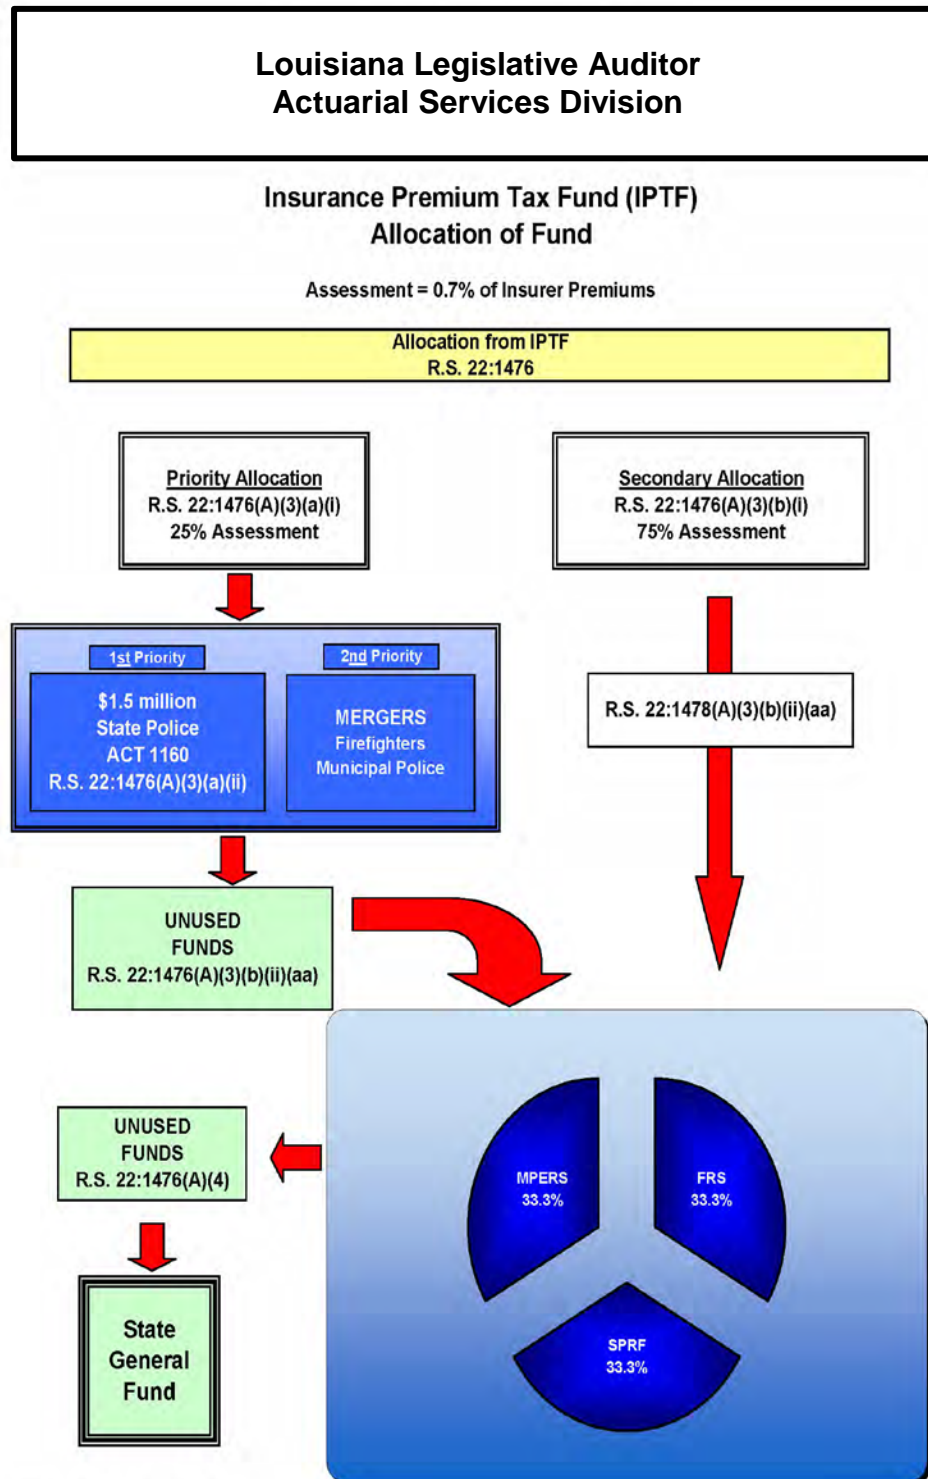 Louisiana Legislative Auditor
Actuarial Services Division
Insurance Premium Tax Fund (IPTF)
Allocation of Fund
Assessment = 0.7% of Insurer Premiums
Allocation from IPTF
R.S. 22:1476
Priority Allocation
R.S. 22:1476(A)(3)(a)(i)
25% Assessment
Secondary Allocation
R.S. 22:1476(A)(3)(b)(i)
75% Assessment
1st Priority
$1.5 million
State Police
ACT 1160
R.S. 22:1476(A)(3)(a)(ii)
2nd Priority
MERGERS
Firefighters
Municipal Police
R.S. 22:1478(A)(3)(b)(ii)(aa)
UNUSED
FUNDS
R.S. 22:1476(A)(3)(b)(ii)(aa)
MPERS
33.3%
FRS
33.3%
SPRF
33.3%
UNUSED
FUNDS
R.S. 22:1476(A)(4)
State
General
Fund